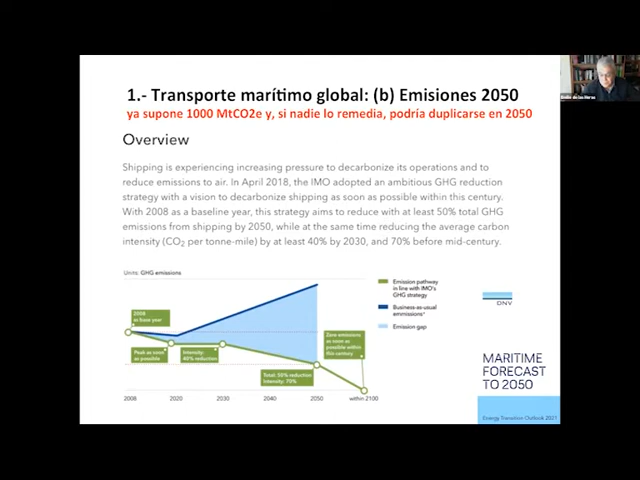 1.- Transporte marítimo global: (b) Emisiones 2050
ya supone 1000 MtCO2e y, si nadie lo remedia, podría duplicarse en 2050
Overview
Shipping is experiencing increasing pressure to decarbonize its operations and to
reduce emissions to air. In April 2018, the IMO adopted an ambitious GHG reduction
strategy with a vision to decarbonize shipping as soon as possible within this century.
With 2008 as a baseline year, this strategy aims to reduce with at least 50% total GHG
emissions from shipping by 2050, while at the same time reducing the average carbon
intensity (CO2 per tonne-mile) by at least 40% by 2030, and 70% before mid-century.
Units: GHG emissions
2008
as base year
Peak as soon
as possible
Intensity:
40% reduction
Total: 50% reduction
Intensity: 70%
Zero emissions
as soon as
possible within
this century
2008
2020
2030
2040
2050
within 2100
Emission pathway
in line with IMO's
GHG strategy
Business-as-usual
emmissions*
Emission gap
DNV
MARITIME
FORECAST
TO 2050
Energy Transition Outlook 2021